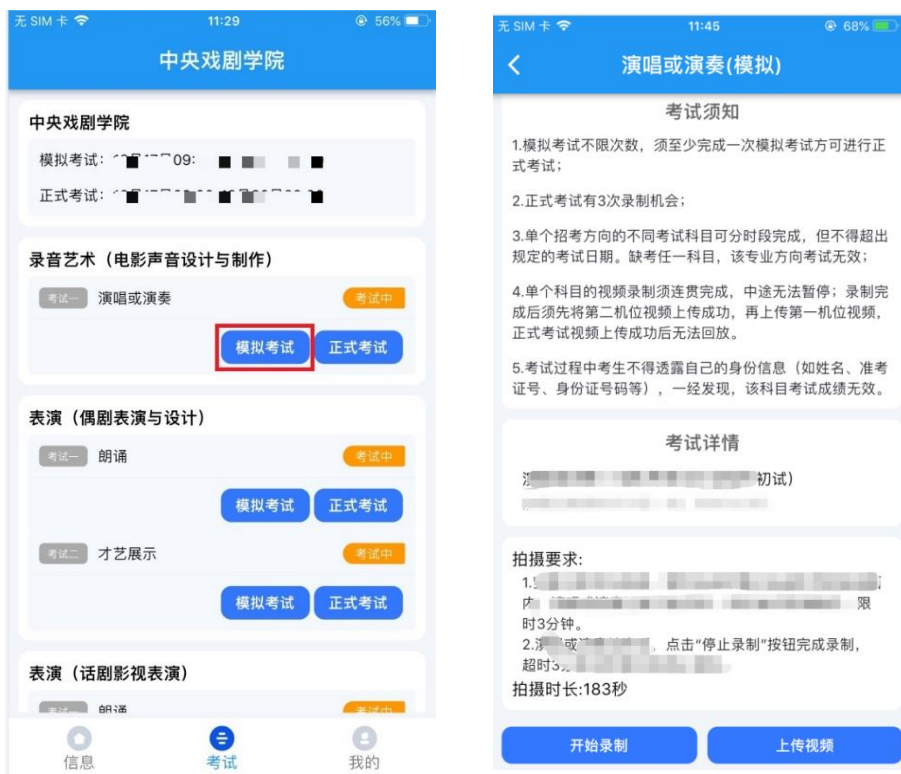 无 SIM 卡 11:29 56%
中央戏剧学院
中央戏剧学院
模拟考试: 09:
正式考试:
录音艺术（电影声音设计与制作）
考试一 演唱或演奏 考试中
模拟考试 正式考试
表演（偶剧表演与设计）
考试一 朗诵 考试中
模拟考试 正式考试
考试二 才艺展示 考试中
模拟考试 正式考试
表演（话剧影视表演）
考试一 朗诵 考试中
信息 考试 我的
无 SIM 卡 11:45 68%
演唱或演奏(模拟)
考试须知
1.模拟考试不限次数，须至少完成一次模拟考试方可进行正
式考试；
2.正式考试有3次录制机会；
3.单个招考方向的不同考试科目可分时段完成，但不得超出
规定的考试日期。缺考任一科目，该专业方向考试无效；
4.单个科目的视频录制须连贯完成，中途无法暂停；录制完
成后须先将第二机位视频上传成功，再上传第一机位视频，
正式考试视频上传成功后无法回放。
5.考试过程中考生不得透露自己的身份信息（如姓名、准考
证号、身份证号码等），一经发现，该科目考试成绩无效。
考试详情
初试)
拍摄要求:
1.
内 限
时3分钟。
2.演 或 ，点击“停止录制”按钮完成录制，
超时3
拍摄时长:183秒
开始录制 上传视频